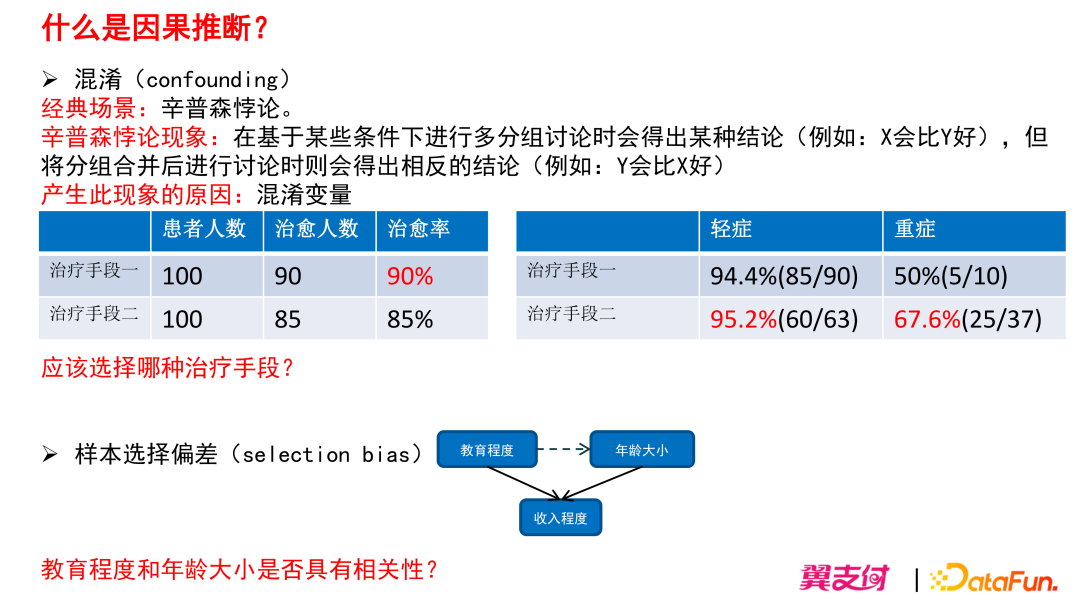 什么是因果推断？
➢ 混淆（confounding）
经典场景：辛普森悖论。
辛普森悖论现象：在基于某些条件下进行多分组讨论时会得出某种结论（例如：X会比Y好），但
将分组合并后进行讨论时则会得出相反的结论（例如：Y会比X好）
产生此现象的原因：混淆变量
患者人数 治愈人数 治愈率
治疗手段一 100 90 90%
治疗手段二 100 85 85%
轻症 重症
治疗手段一 94.4%(85/90) 50%(5/10)
治疗手段二 95.2%(60/63) 67.6%(25/37)
应该选择哪种治疗手段？
➢ 样本选择偏差（selection bias）
教育程度 年龄大小
收入程度
教育程度和年龄大小是否具有相关性？
翼支付 | DataFun.